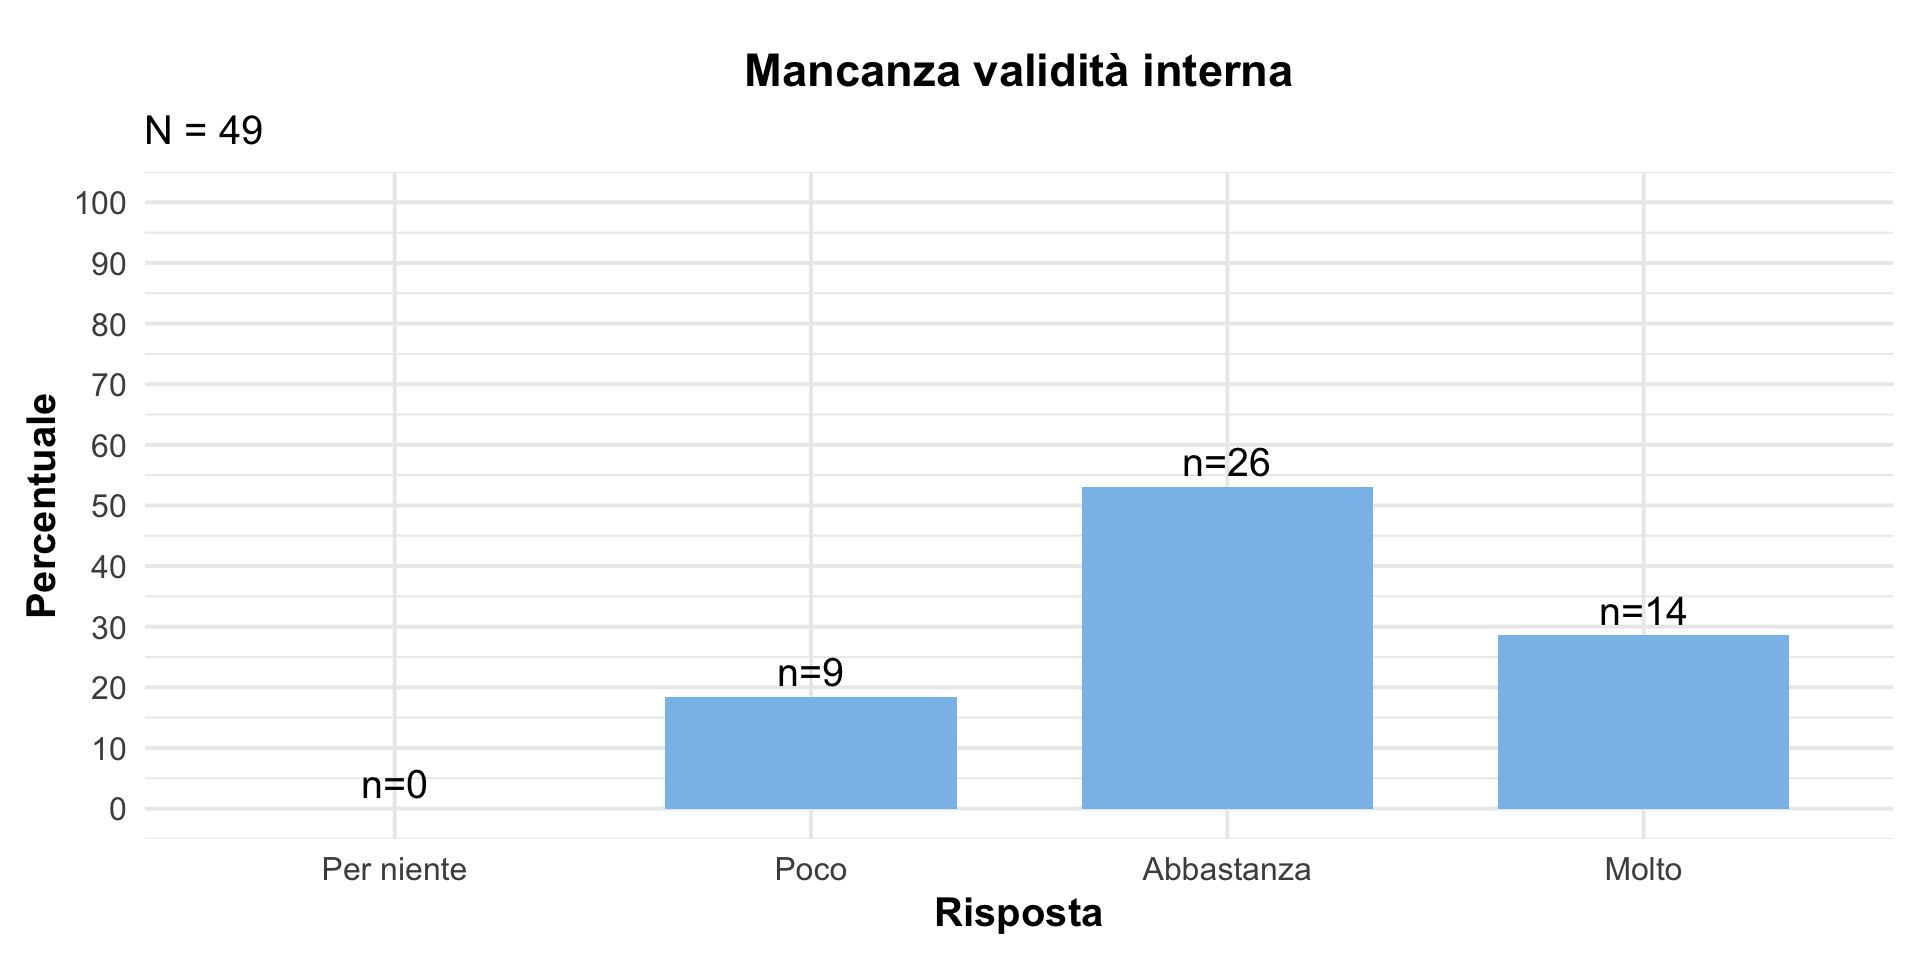 Mancanza validità interna
N = 49
Percentuale
100
90
80
70
60
50
40
30
20
10
0
n=0
n=9
n=26
n=14
Per niente
Poco
Abbastanza
Molto
Risposta